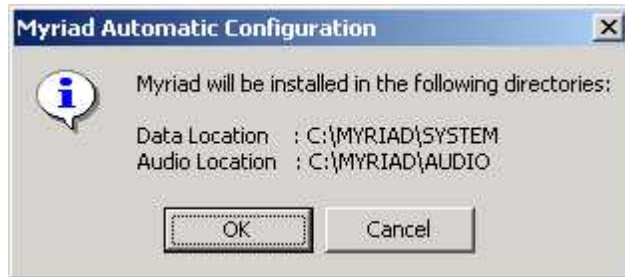 Myriad Automatic Configuration
Myriad will be installed in the following directories:
Data Location : C:\MYRIAD\SYSTEM
Audio Location : C:\MYRIAD\AUDIO
OK Cancel